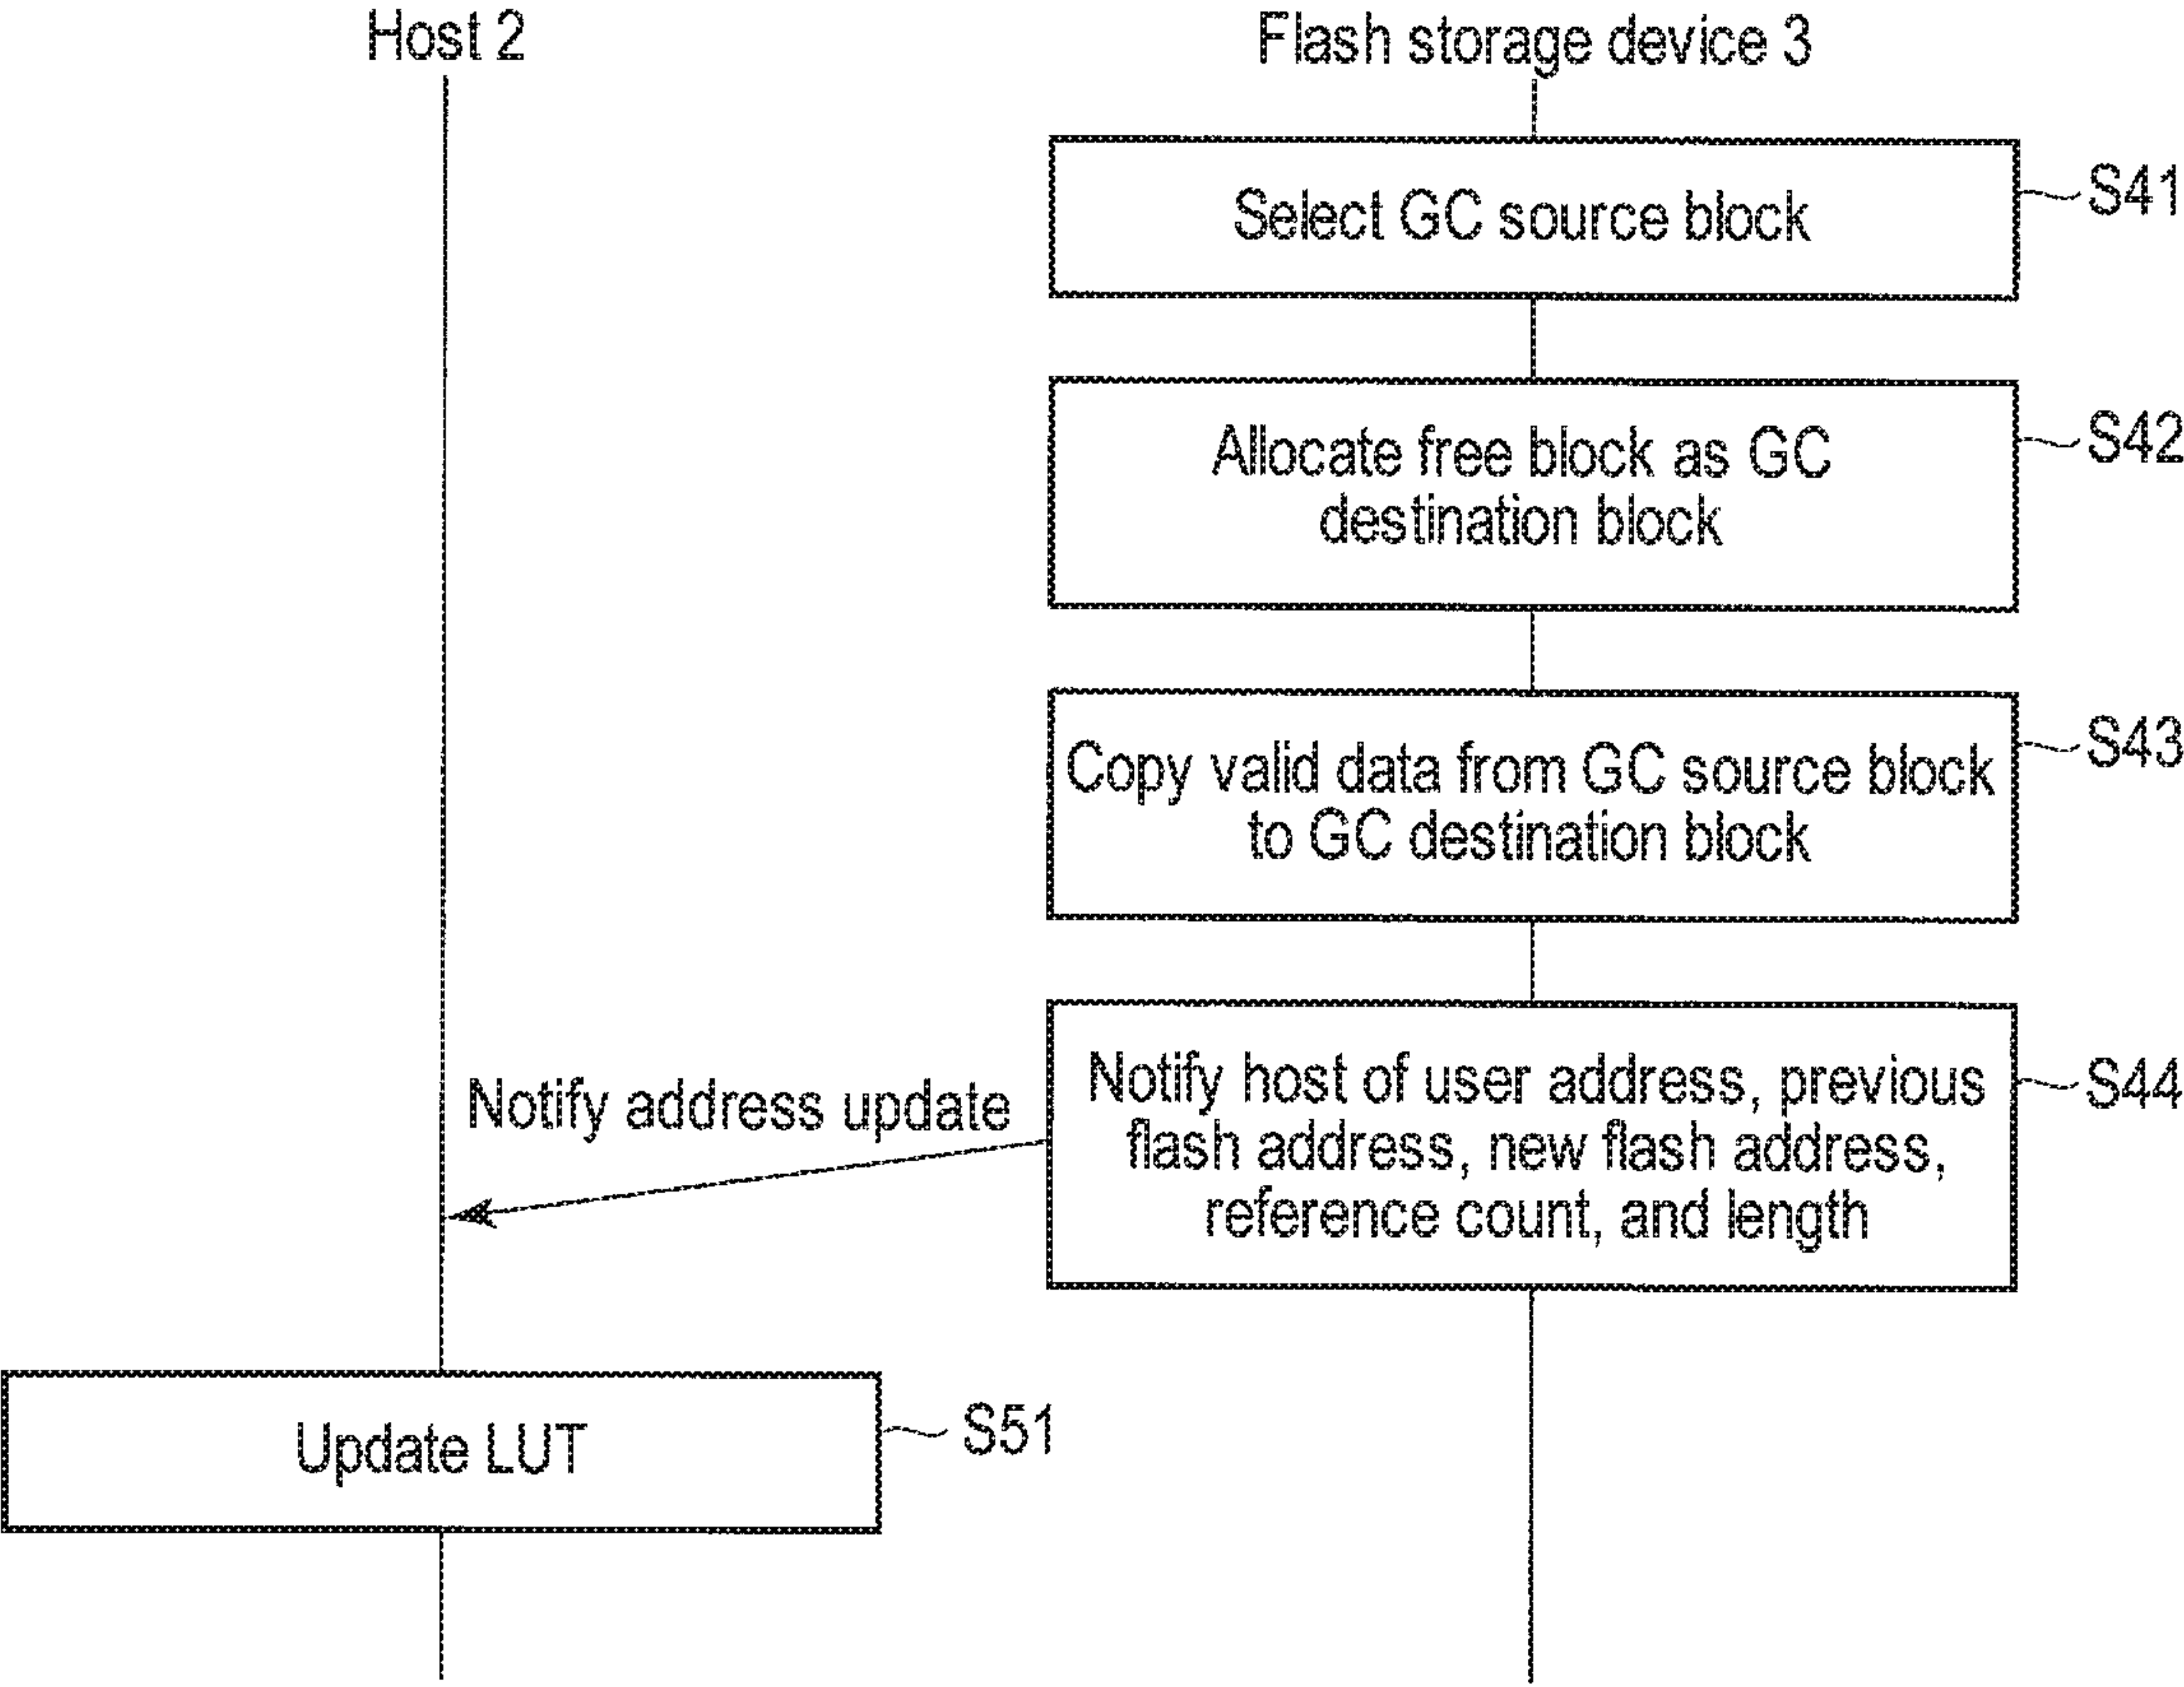 Host 2
Flash storage device 3
Select GC source block
S41
Allocate free block as GC
destination block
S42
Copy valid data from GC source block
to GC destination block
S43
Notify host of user address, previous
flash address, new flash address,
reference count, and length
S44
Notify address update
Update LUT
S51